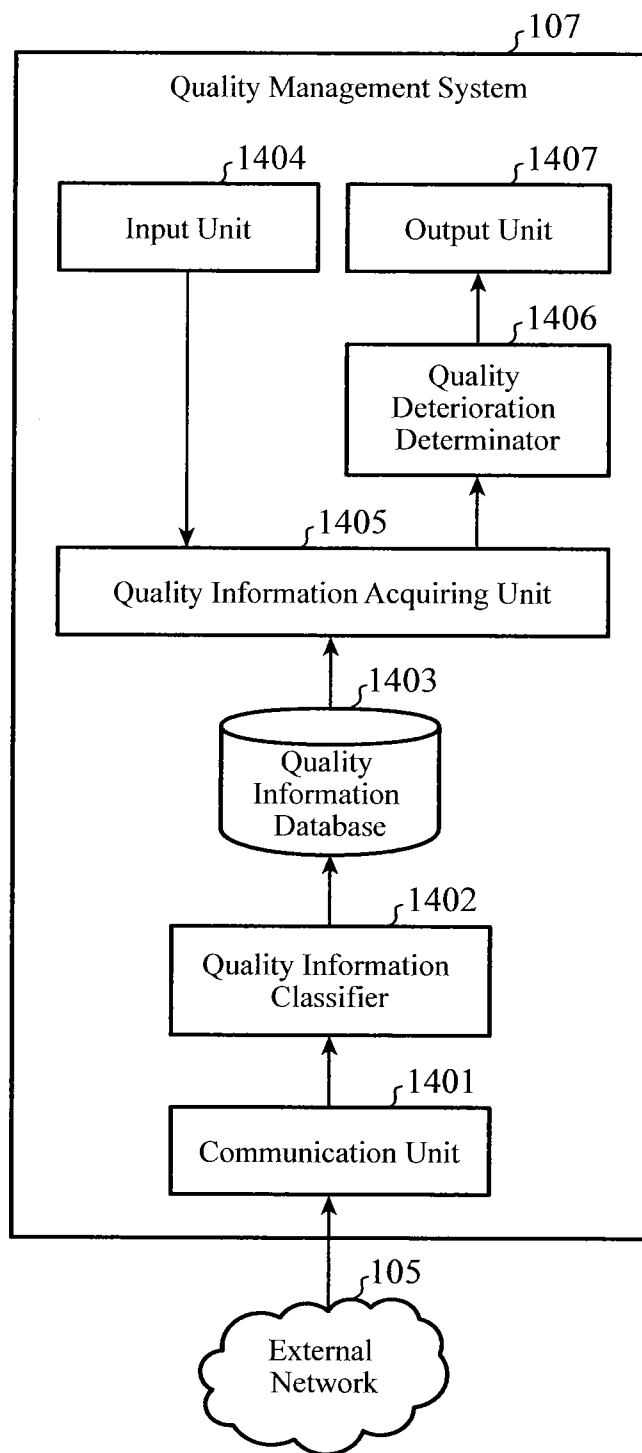 107
Quality Management System
1404
Input Unit
1407
Output Unit
1406
Quality
Deterioration
Determinator
1405
Quality Information Acquiring Unit
1403
Quality
Information
Database
1402
Quality Information
Classifier
1401
Communication Unit
105
External
Network